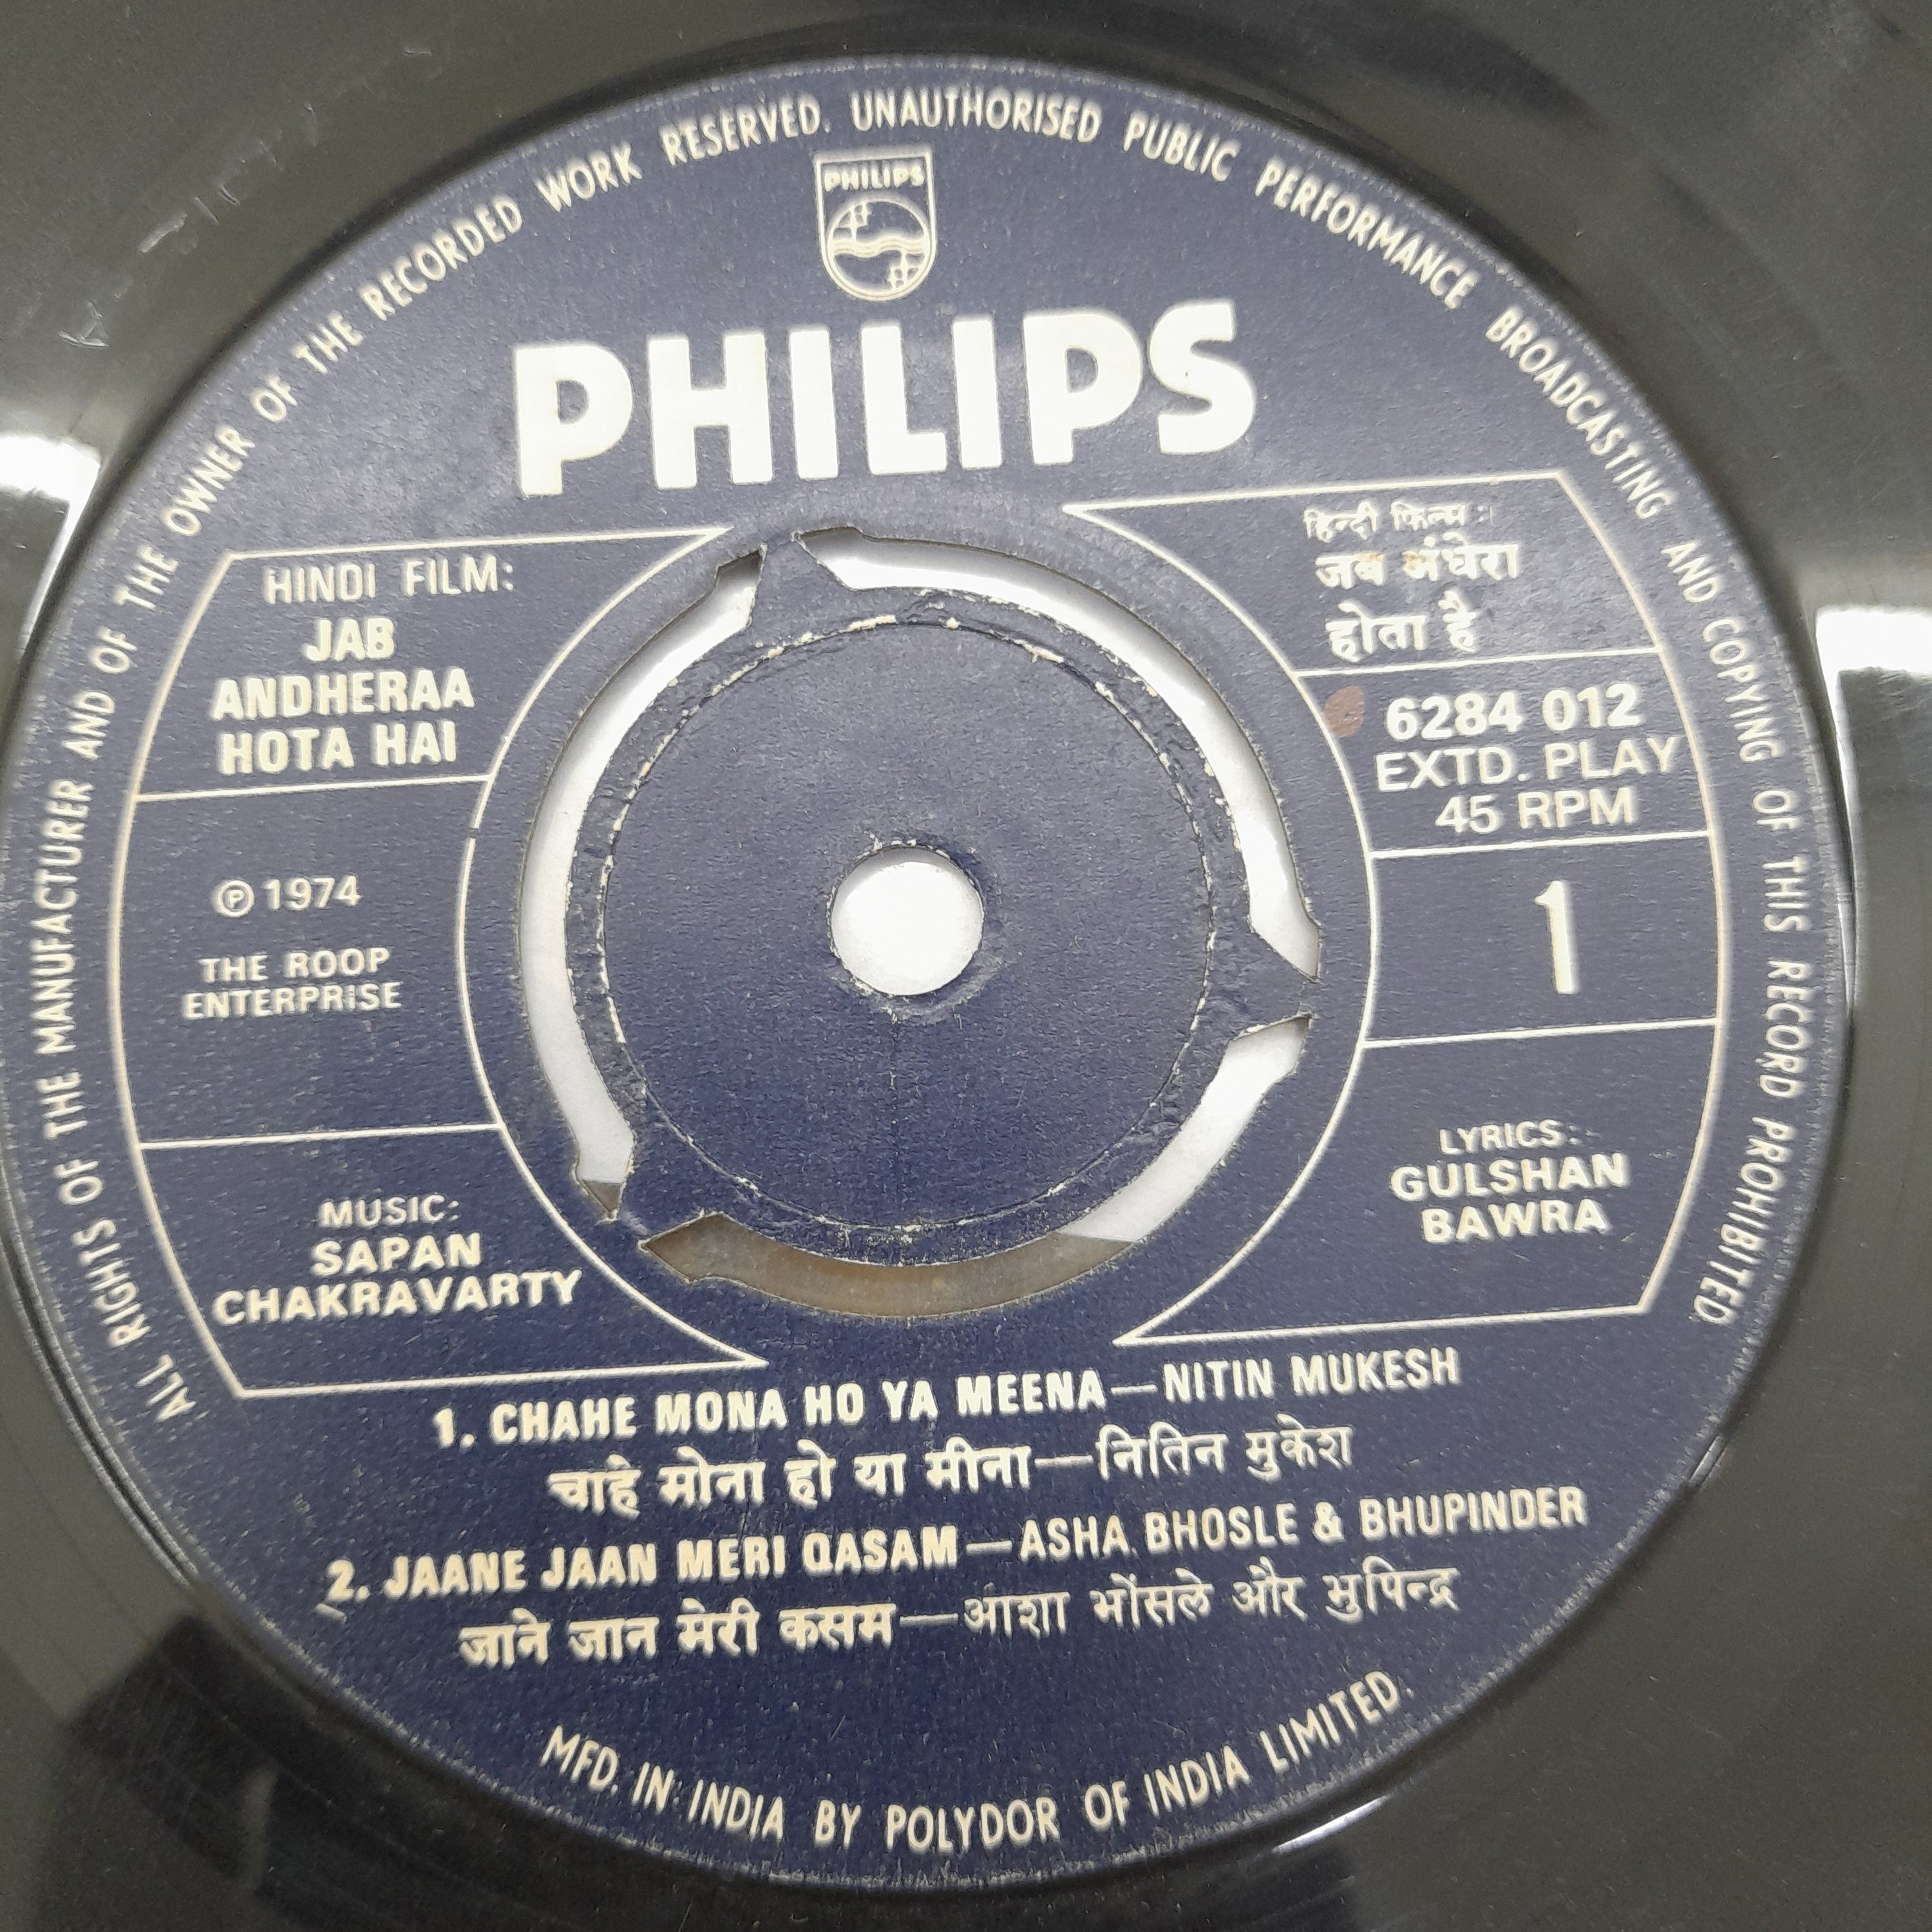 ALL RIGHTS OF THE MANUFACTURER AND OF THE OWNER OF THE RECORDED WORK RESERVED. UNAUTHORISED PUBLIC PERFORMANCE BROADCASTING AND COPYING OF THIS RECORD PROHIBITED.
PHILIPS
PHILIPS
HINDI FILM:
JAB
ANDHERAA
HOTA HAI
℗ 1974
THE ROOP
ENTERPRISE
MUSIC:
SAPAN
CHAKRAVARTY
हिन्दी फिल्म :
जब अंधेरा
होता है
6284 012
EXTD. PLAY
45 RPM
1
LYRICS:
GULSHAN
BAWRA
1. CHAHE MONA HO YA MEENA—NITIN MUKESH
चाहे मोना हो या मीना—नितिन मुकेश
2. JAANE JAAN MERI QASAM—ASHA BHOSLE & BHUPINDER
जाने जान मेरी कसम—आशा भोंसले और भुपिन्द्र
MFD. IN INDIA BY POLYDOR OF INDIA LIMITED.